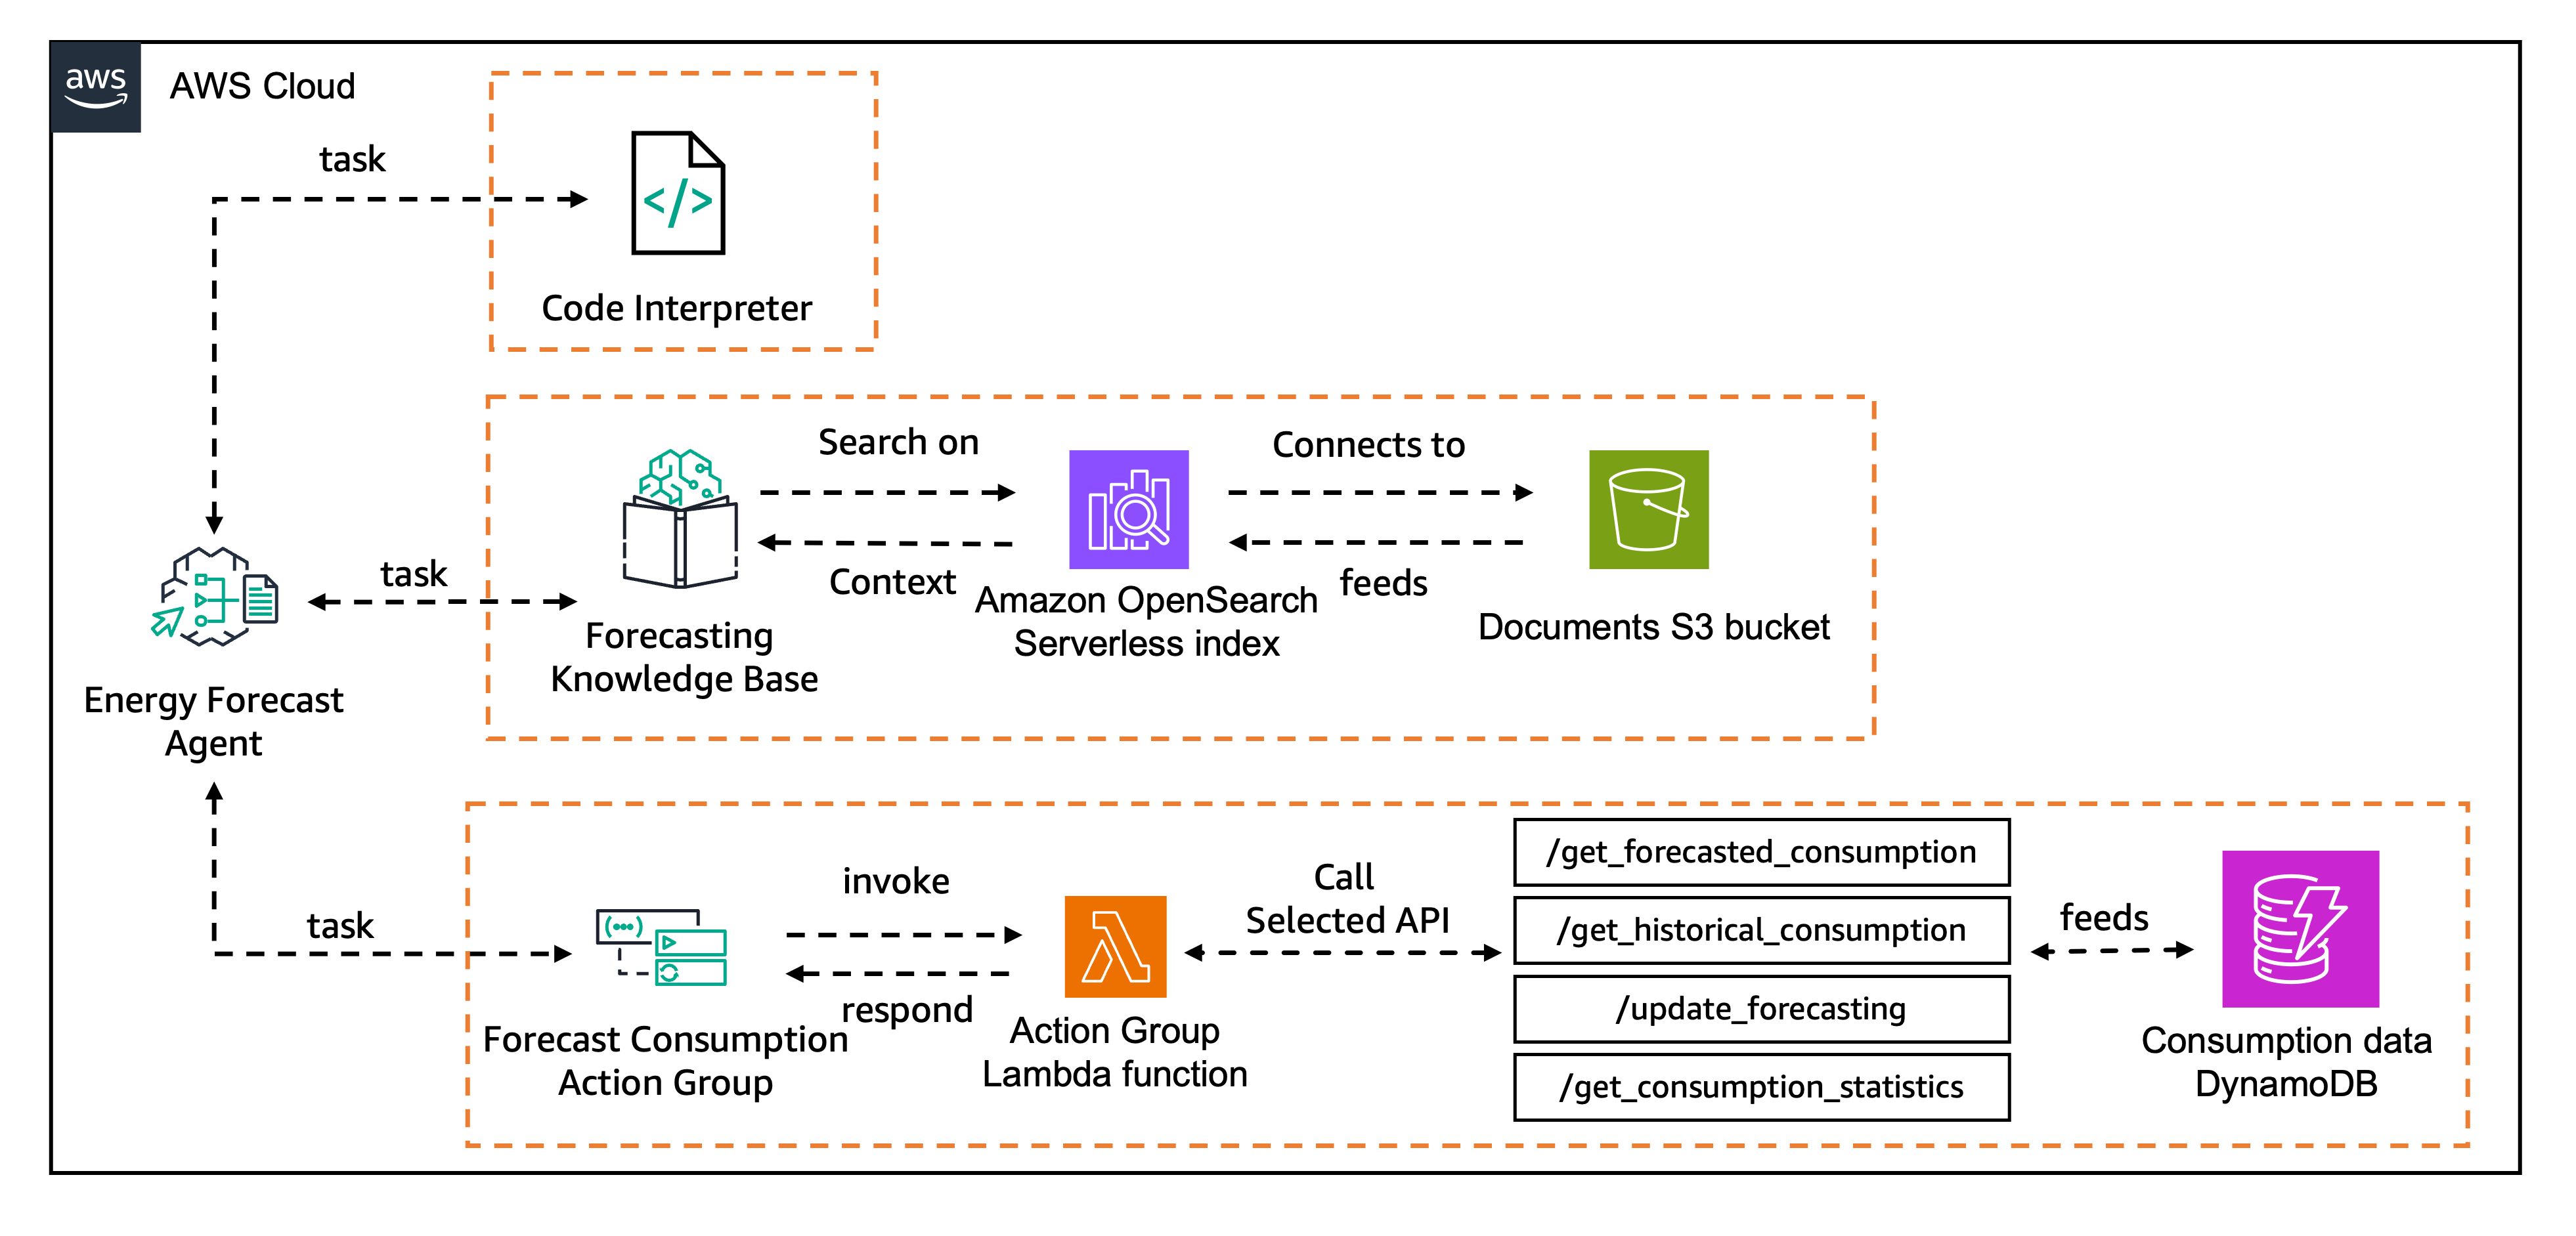 aws
AWS Cloud
task
</>
Code Interpreter
Search on
Connects to
Context
feeds
task
Amazon OpenSearch
Serverless index
Documents S3 bucket
Forecasting
Knowledge Base
Energy Forecast
Agent
task
invoke
respond
(•••)
Forecast Consumption
Action Group
Action Group
Lambda function
Call
Selected API
/get_forecasted_consumption
/get_historical_consumption
/update_forecasting
/get_consumption_statistics
feeds
Consumption data
DynamoDB